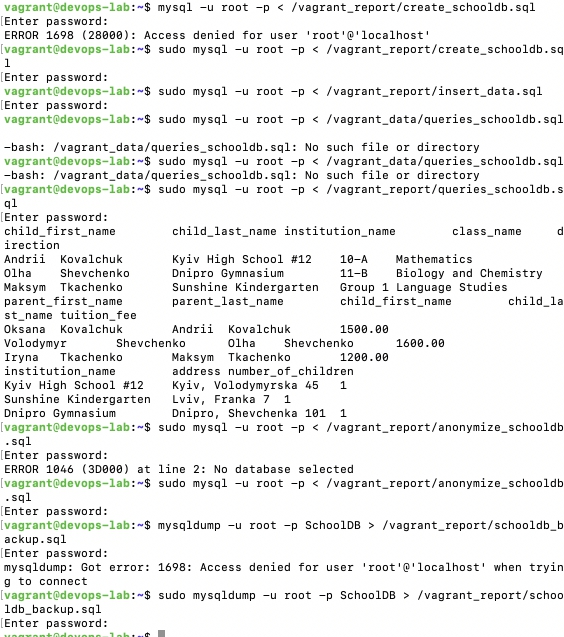 vagrant@devops-lab:~$ mysql -u root -p < /vagrant_report/create_schooldb.sql
Enter password:
ERROR 1698 (28000): Access denied for user 'root'@'localhost'
vagrant@devops-lab:~$ sudo mysql -u root -p < /vagrant_report/create_schooldb.sq
l
[Enter password:
vagrant@devops-lab:~$ sudo mysql -u root -p < /vagrant_report/insert_data.sql
[Enter password:
vagrant@devops-lab:~$ sudo mysql -u root -p < /vagrant_data/queries_schooldb.sql
-bash: /vagrant_data/queries_schooldb.sql: No such file or directory
vagrant@devops-lab:~$ sudo mysql -u root -p < /vagrant_data/queries_schooldb.sql
-bash: /vagrant_data/queries_schooldb.sql: No such file or directory
[vagrant@devops-lab:~$ sudo mysql -u root -p < /vagrant_report/queries_schooldb.s
ql
[Enter password:
child_first_name child_last_name institution_name class_name d
irection
Andrii Kovalchuk Kyiv High School #12 10-A Mathematics
Olha Shevchenko Dnipro Gymnasium 11-B Biology and Chemistry
Maksym Tkachenko Sunshine Kindergarten Group 1 Language Studies
parent_first_name parent_last_name child_first_name child_la
st_name tuition_fee
Oksana Kovalchuk Andrii Kovalchuk 1500.00
Volodymyr Shevchenko Olha Shevchenko 1600.00
Iryna Tkachenko Maksym Tkachenko 1200.00
institution_name address number_of_children
Kyiv High School #12 Kyiv, Volodymyrska 45 1
Sunshine Kindergarten Lviv, Franka 7 1
Dnipro Gymnasium Dnipro, Shevchenka 101 1
[vagrant@devops-lab:~$ sudo mysql -u root -p < /vagrant_report/anonymize_schooldb
.sql
[Enter password:
ERROR 1046 (3D000) at line 2: No database selected
[vagrant@devops-lab:~$ sudo mysql -u root -p < /vagrant_report/anonymize_schooldb
.sql
[Enter password:
[vagrant@devops-lab:~$ mysqldump -u root -p SchoolDB > /vagrant_report/schooldb_b
ackup.sql
[Enter password:
mysqldump: Got error: 1698: Access denied for user 'root'@'localhost' when tryin
g to connect
[vagrant@devops-lab:~$ sudo mysqldump -u root -p SchoolDB > /vagrant_report/schoo
ldb_backup.sql
[Enter password:
vagrant@devops-lab:~$